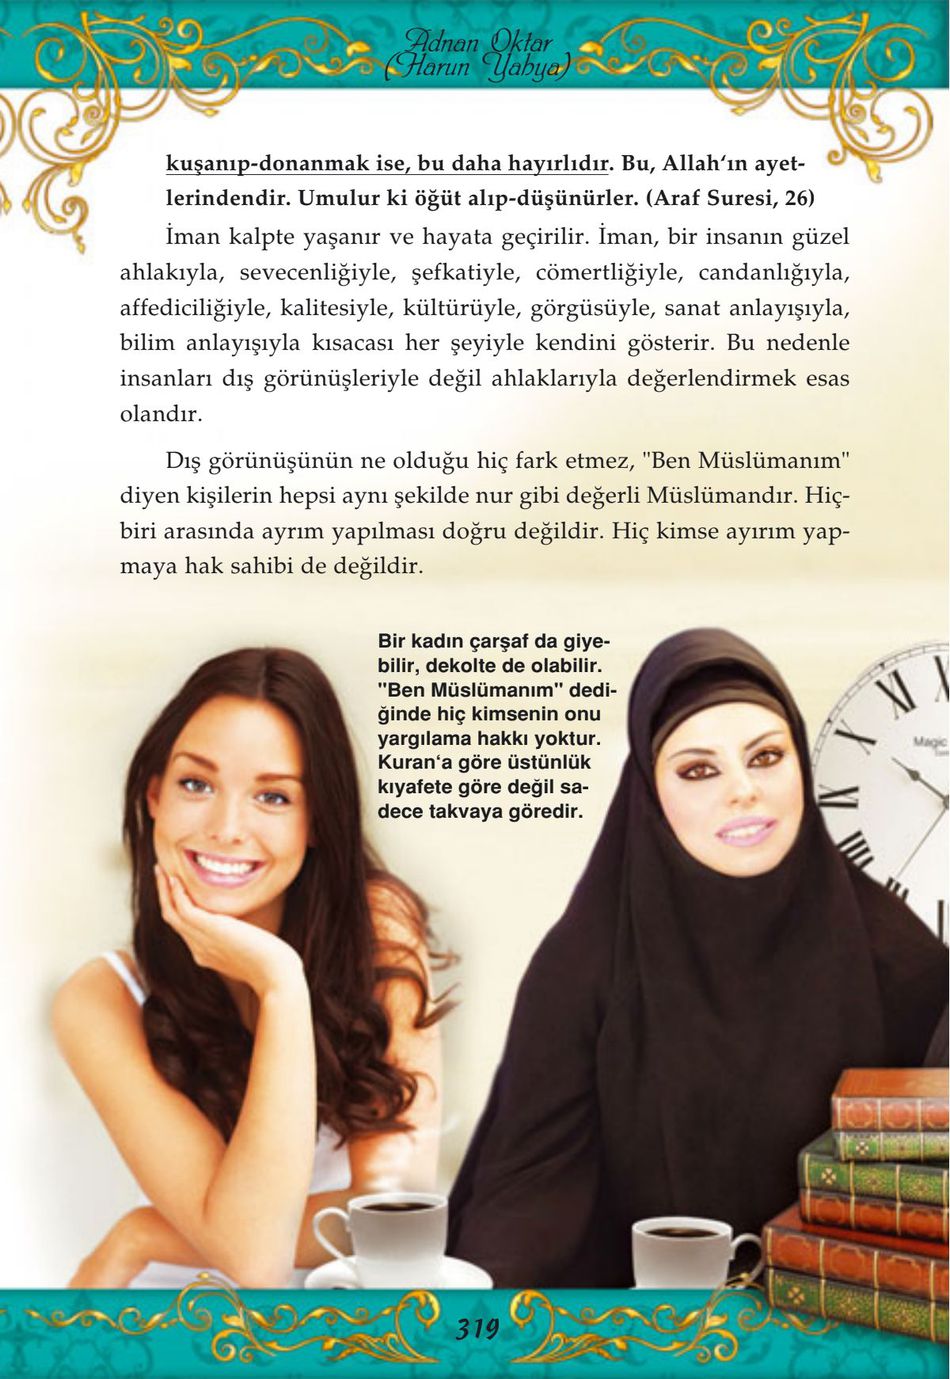 Adnan Oktar
(Harun Yahya)
kuşanıp-donanmak ise, bu daha hayırlıdır. Bu, Allah‘ın ayet-
lerindendir. Umulur ki öğüt alıp-düşünürler. (Araf Suresi, 26)
İman kalpte yaşanır ve hayata geçirilir. İman, bir insanın güzel
ahlakıyla, sevecenliğiyle, şefkatiyle, cömertliğiyle, candanlığıyla,
affediciliğiyle, kalitesiyle, kültürüyle, görgüsüyle, sanat anlayışıyla,
bilim anlayışıyla kısacası her şeyiyle kendini gösterir. Bu nedenle
insanları dış görünüşleriyle değil ahlaklarıyla değerlendirmek esas
olandır.
Dış görünüşünün ne olduğu hiç fark etmez, "Ben Müslümanım"
diyen kişilerin hepsi aynı şekilde nur gibi değerli Müslümandır. Hiç-
biri arasında ayrım yapılması doğru değildir. Hiç kimse ayırım yap-
maya hak sahibi de değildir.
Bir kadın çarşaf da giye-
bilir, dekolte de olabilir.
"Ben Müslümanım" dedi-
ğinde hiç kimsenin onu
yargılama hakkı yoktur.
Kuran‘a göre üstünlük
kıyafete göre değil sa-
dece takvaya göredir.
Magic
319